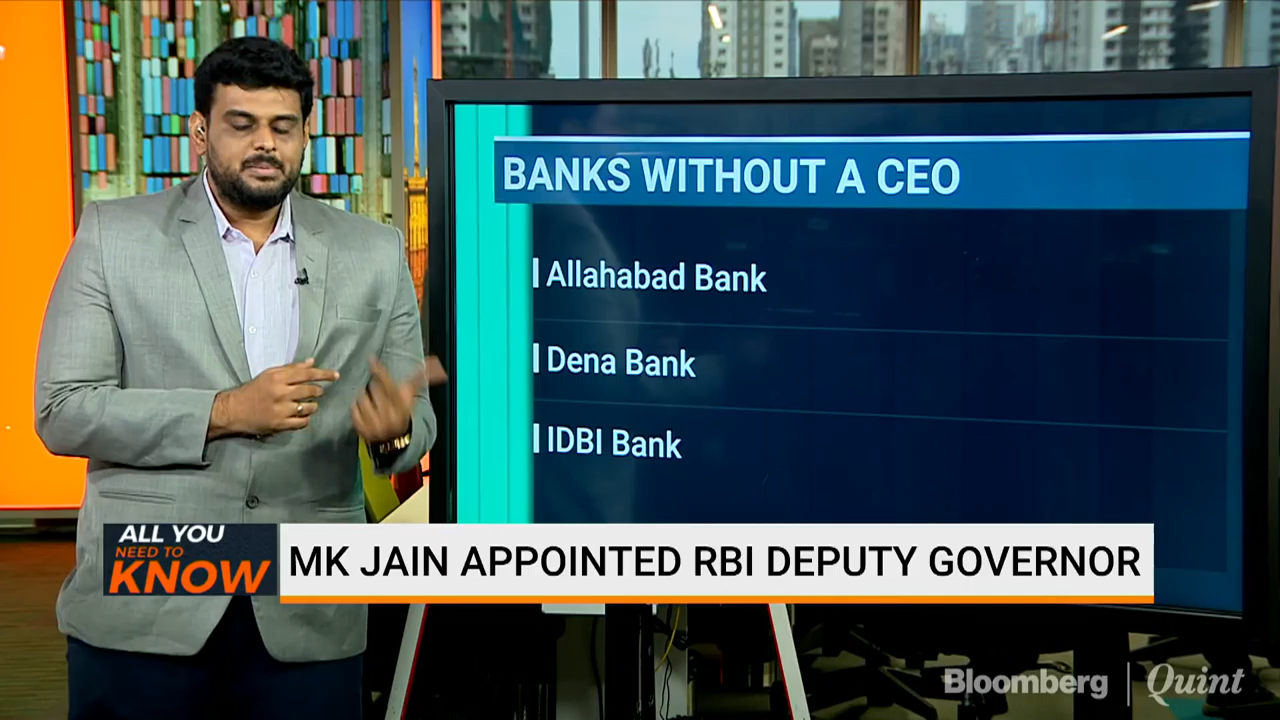 BANKS WITHOUT A CEO
Allahabad Bank
Dena Bank
IDBI Bank
ALL YOU
NEED TO
KNOW
MK JAIN APPOINTED RBI DEPUTY GOVERNOR
Bloomberg | Quint